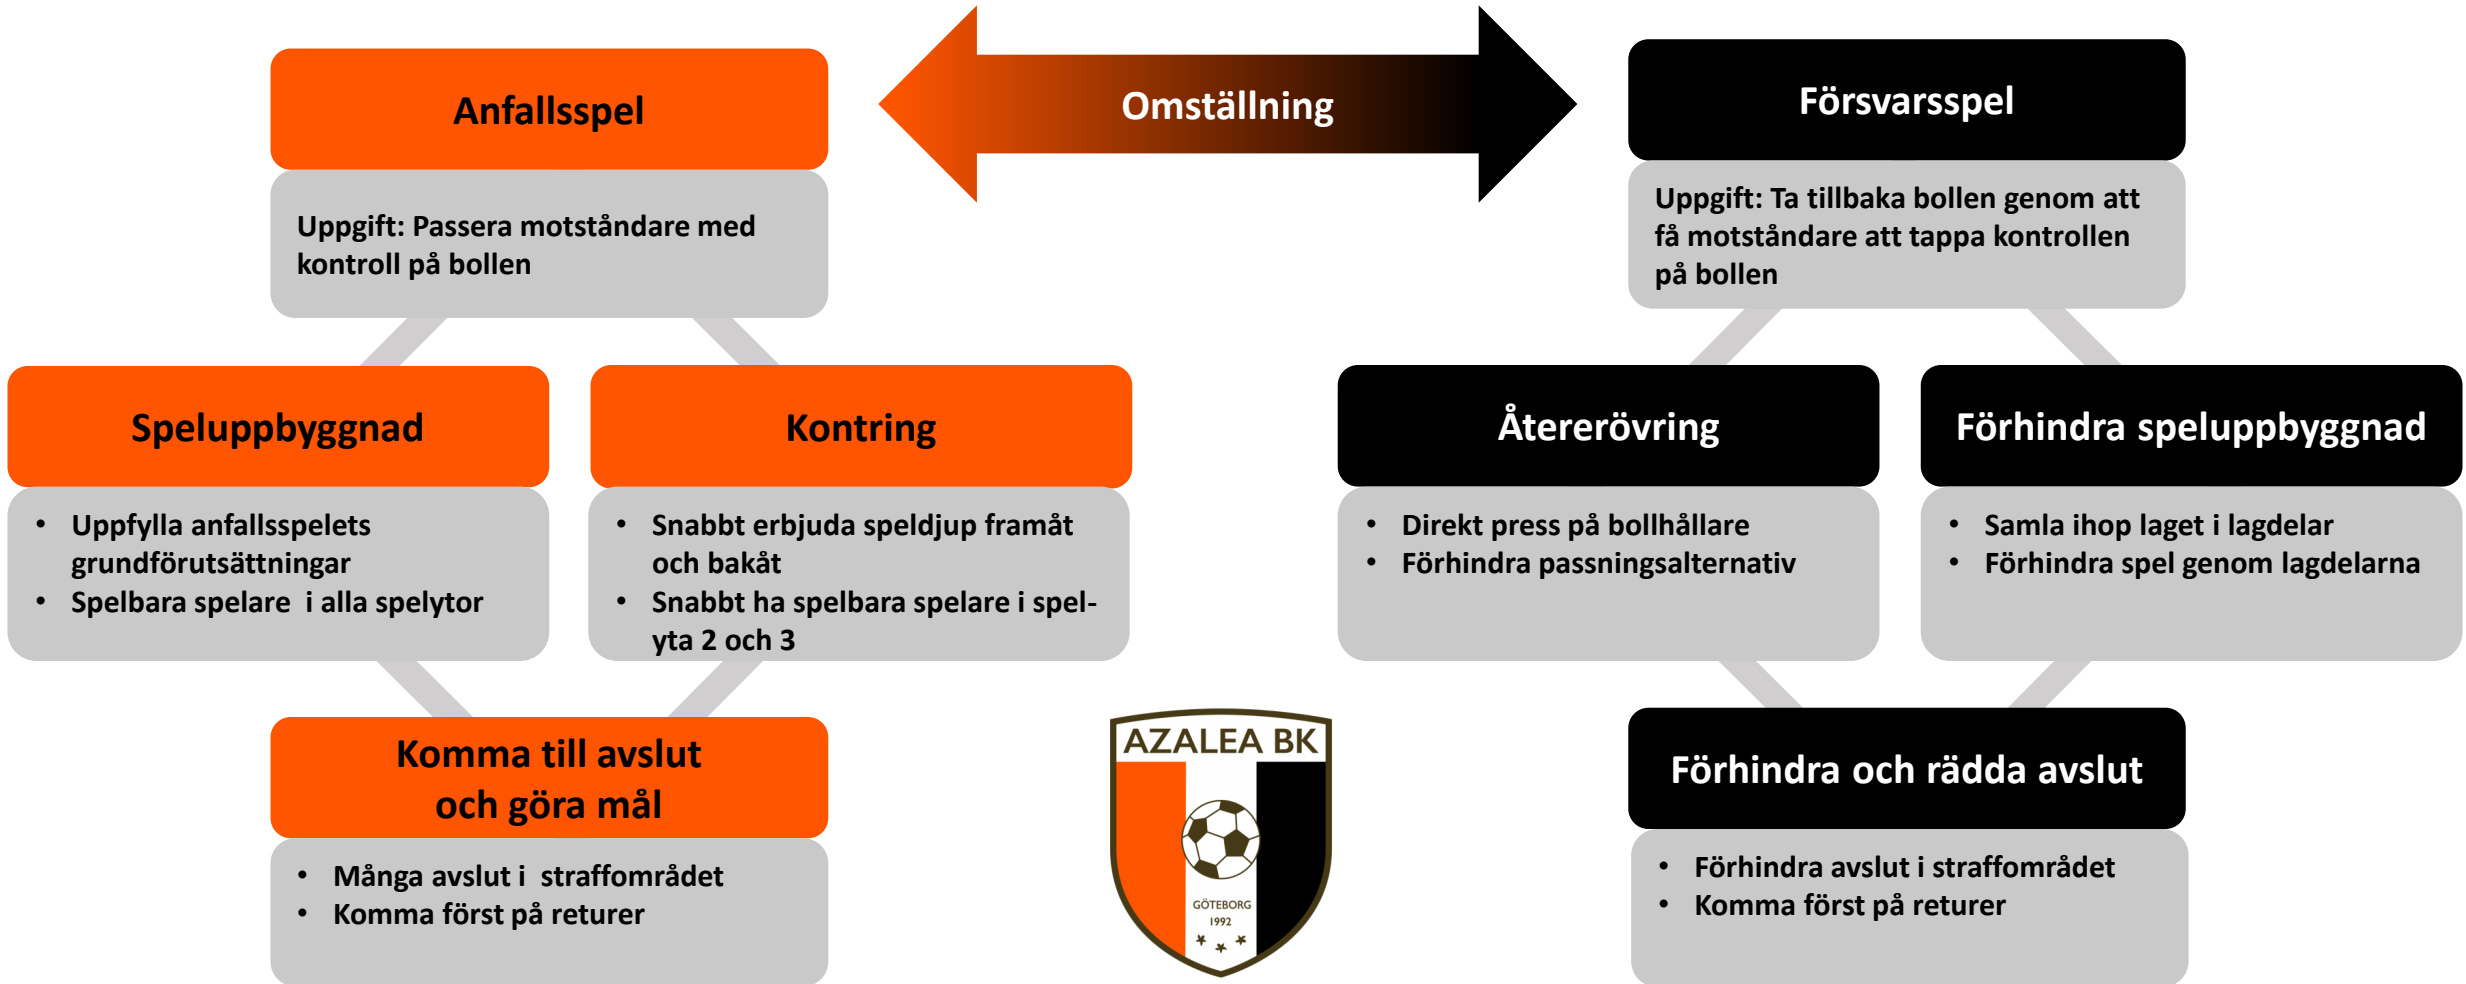 Anfallsspel
Omställning
Försvarsspel
Uppgift: Passera motståndare med
kontroll på bollen
Uppgift: Ta tillbaka bollen genom att
få motståndare att tappa kontrollen
på bollen
Speluppbyggnad
• Uppfylla anfallsspelets
grundförutsättningar
• Spelbara spelare  i alla spelytor
Kontring
• Snabbt erbjuda speldjup framåt
och bakåt
• Snabbt ha spelbara spelare i spel-
yta 2 och 3
Återerövring
• Direkt press på bollhållare
• Förhindra passningsalternativ
Förhindra speluppbyggnad
• Samla ihop laget i lagdelar
• Förhindra spel genom lagdelarna
Komma till avslut
och göra mål
• Många avslut i  straffområdet
• Komma först på returer
AZALEA BK
GÖTEBORG
1992
Förhindra och rädda avslut
• Förhindra avslut i straffområdet
• Komma först på returer